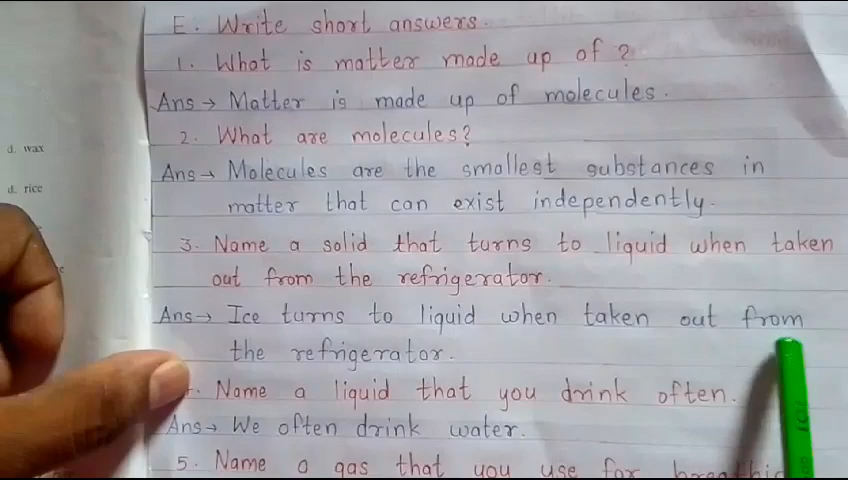 E. Write short answers.
1. What is matter made up of?
Ans → Matter is made up of molecules.
2. What are molecules?
Ans → Molecules are the smallest substances in
matter that can exist independently.
3. Name a solid that turns to liquid when taken
out from the refrigerator.
Ans → Ice turns to liquid when taken out from
the refrigerator.
Name a liquid that you drink often.
Ans → We often drink water.
5. Name a gas that you use for
d. wax
d. rice